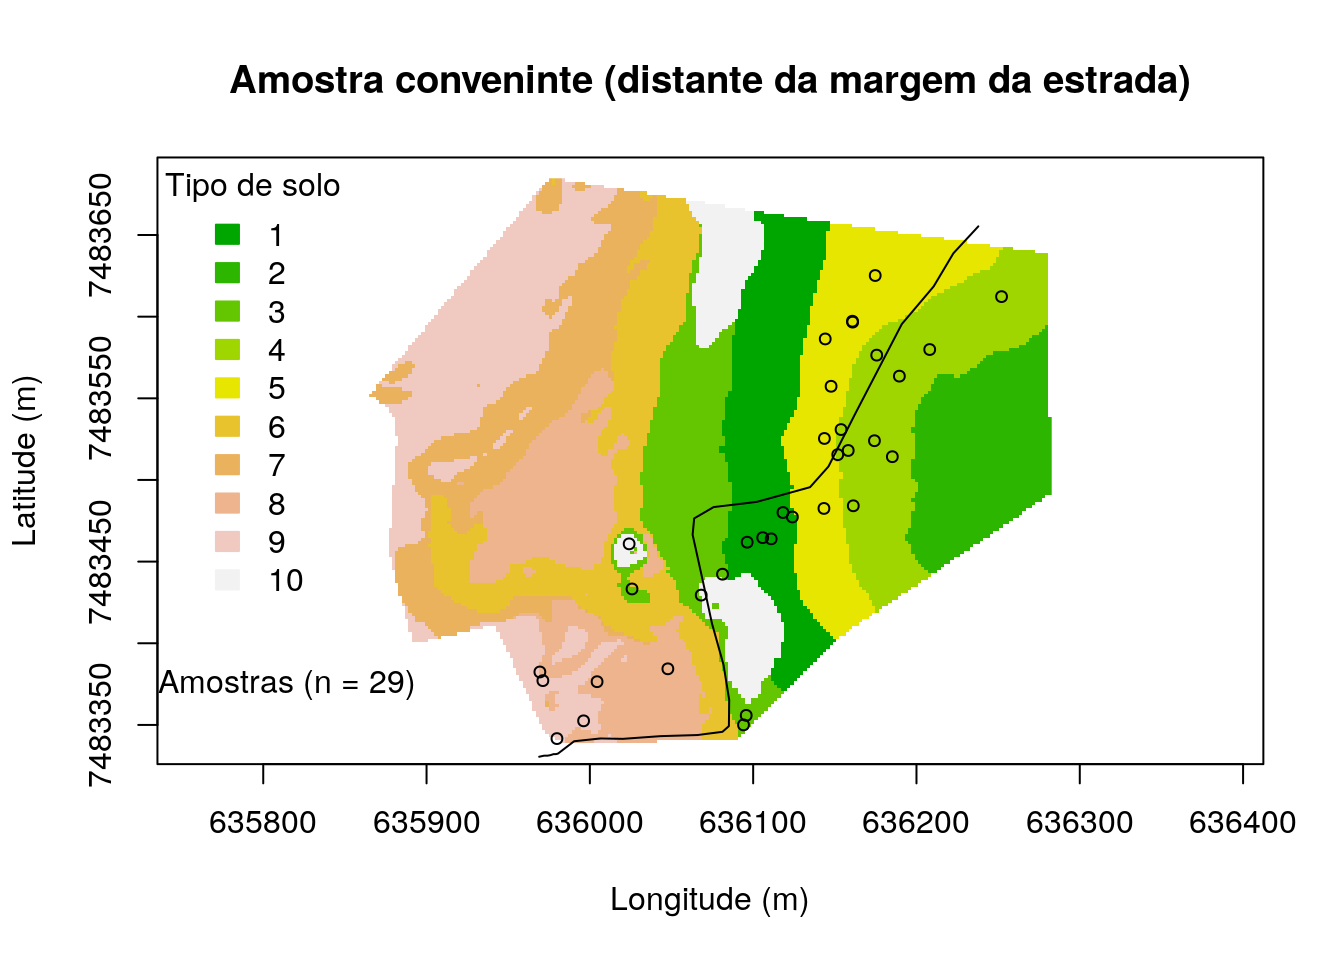 Amostra conveninte (distante da margem da estrada)
Tipo de solo
1
2
3
4
5
6
7
8
9
10
Amostras (n = 29)
Latitude (m)
7483650
7483550
7483450
7483350
635800 635900 636000 636100 636200 636300 636400
Longitude (m)